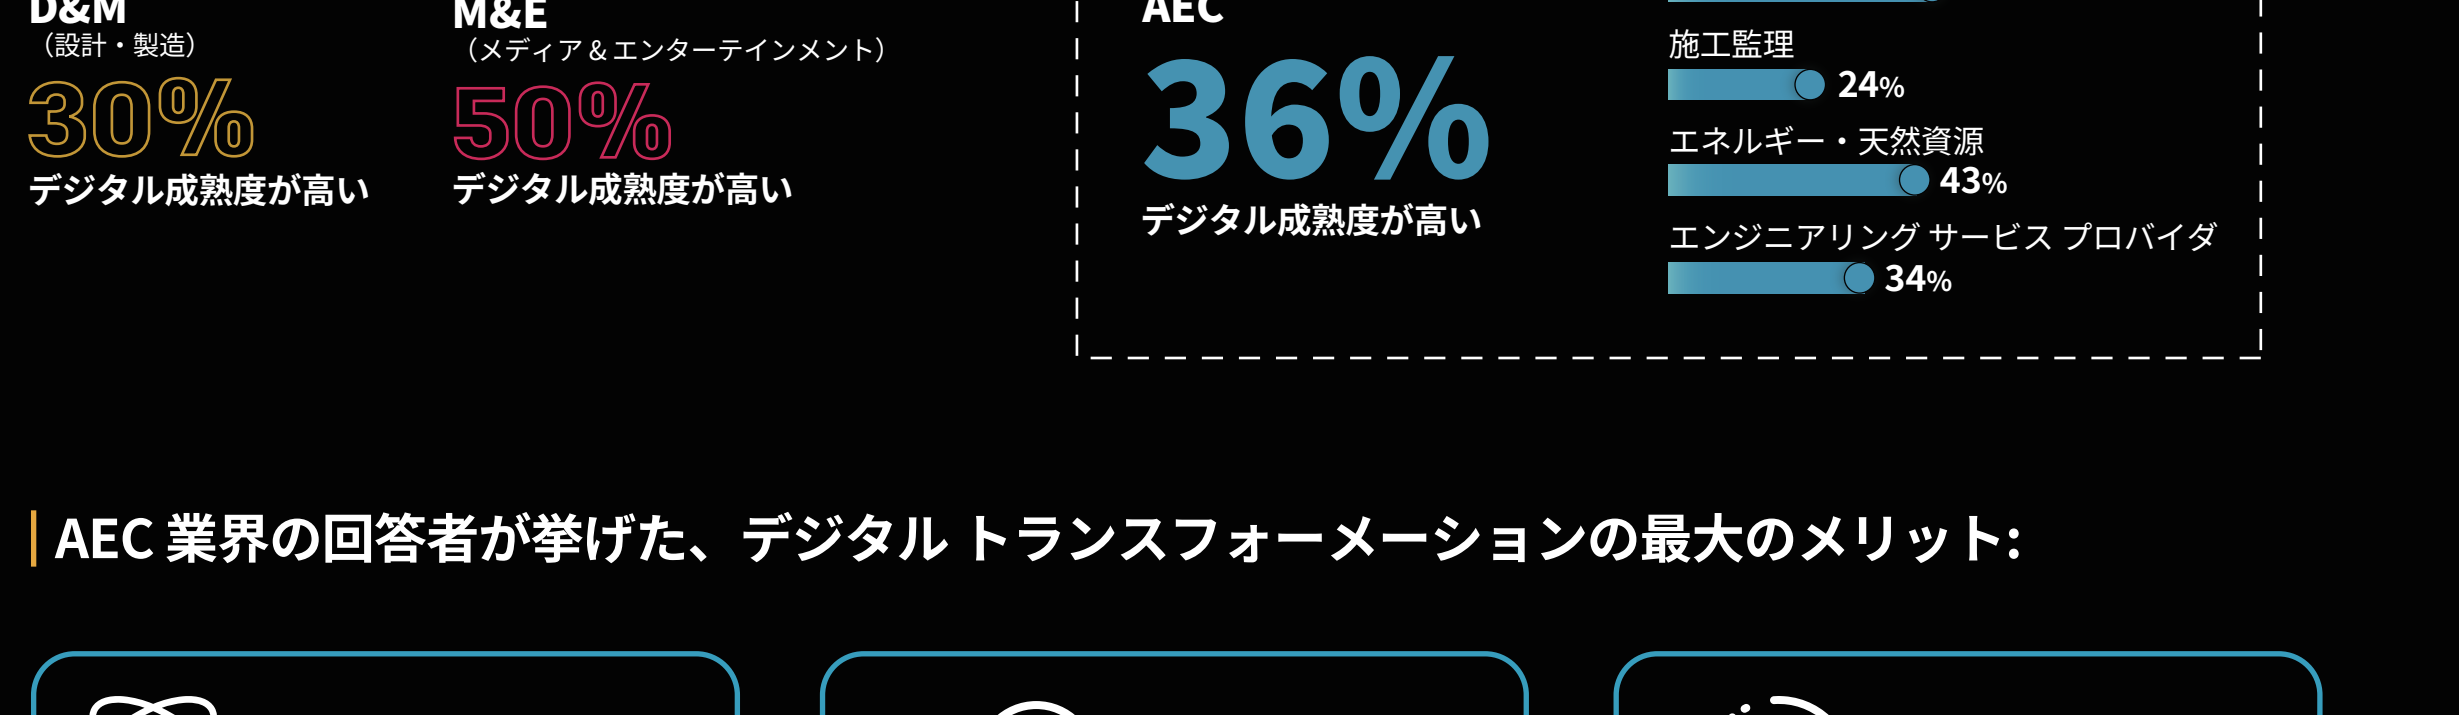 D&M
（設計・製造）
30%
デジタル成熟度が高い
M&E
（メディア & エンターテインメント）
50%
デジタル成熟度が高い
AEC
36%
デジタル成熟度が高い
施工監理
24%
エネルギー・天然資源
43%
エンジニアリング サービス プロバイダ
34%
AEC 業界の回答者が挙げた、デジタル トランスフォーメーションの最大のメリット: